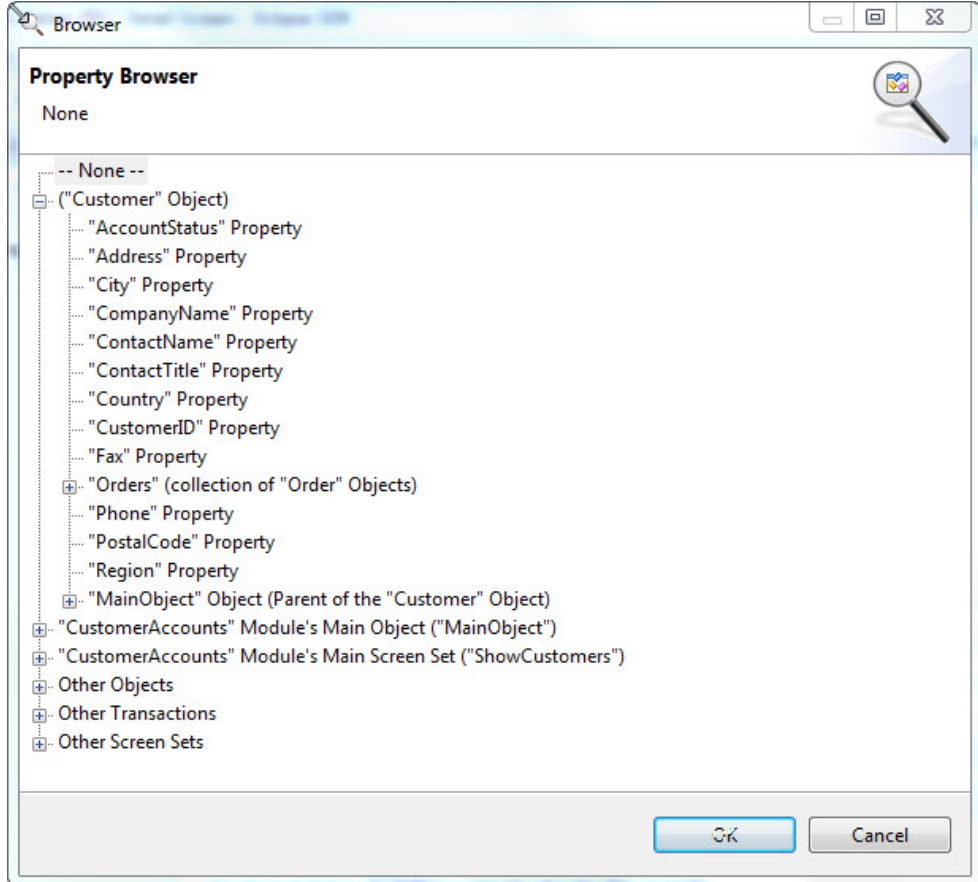 Browser
Property Browser
None
-- None --
("Customer" Object)
"AccountStatus" Property
"Address" Property
"City" Property
"CompanyName" Property
"ContactName" Property
"ContactTitle" Property
"Country" Property
"CustomerID" Property
"Fax" Property
"Orders" (collection of "Order" Objects)
"Phone" Property
"PostalCode" Property
"Region" Property
"MainObject" Object (Parent of the "Customer" Object)
"CustomerAccounts" Module's Main Object ("MainObject")
"CustomerAccounts" Module's Main Screen Set ("ShowCustomers")
Other Objects
Other Transactions
Other Screen Sets
OK
Cancel